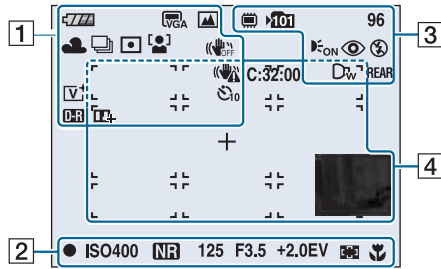 1
VGA
101
96
3
OFF
ON
C:32:00
Dw
REAR
V+
10
D-R
4
2
ISO400
NR
125
F3.5
+2.0EV